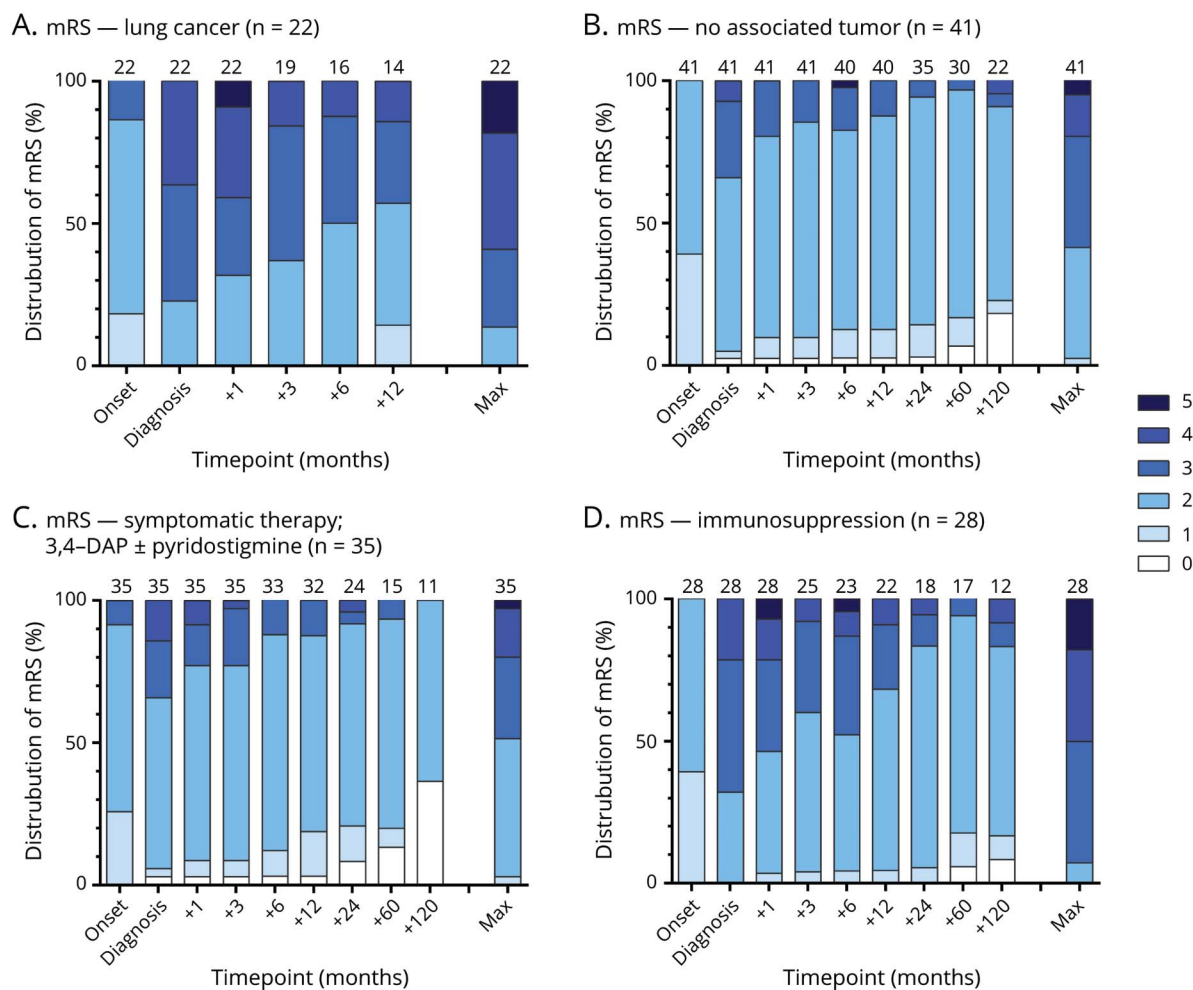 A. mRS — lung cancer (n = 22)
22 22 22 19 16 14 22
100
50
0
Distrubution of mRS (%)
Onset Diagnosis +1 +3 +6 +12 Max
Timepoint (months)
B. mRS — no associated tumor (n = 41)
41 41 41 41 40 40 35 30 22 41
100
50
0
Distrubution of mRS (%)
Onset Diagnosis +1 +3 +6 +12 +24 +60 +120 Max
Timepoint (months)
5
4
3
2
1
0
C. mRS — symptomatic therapy;
3,4–DAP ± pyridostigmine (n = 35)
35 35 35 35 33 32 24 15 11 35
100
50
0
Distrubution of mRS (%)
Onset Diagnosis +1 +3 +6 +12 +24 +60 +120 Max
Timepoint (months)
D. mRS — immunosuppression (n = 28)
28 28 28 25 23 22 18 17 12 28
100
50
0
Distrubution of mRS (%)
Onset Diagnosis +1 +3 +6 +12 +24 +60 +120 Max
Timepoint (months)